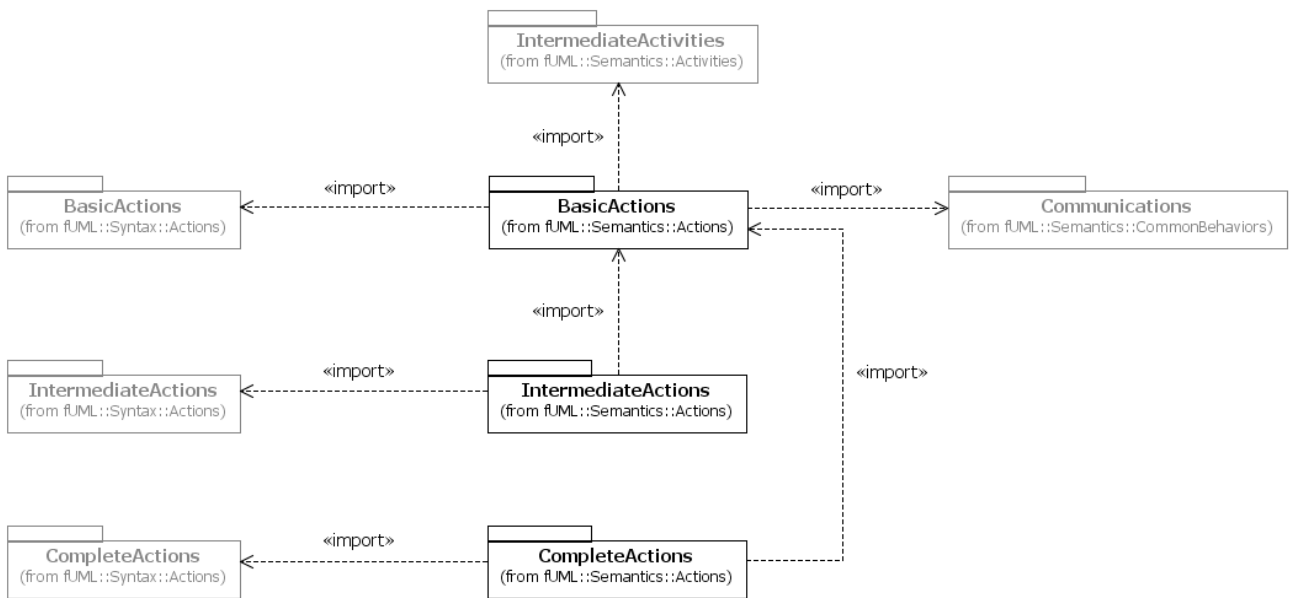 IntermediateActivities
(from fUML::Semantics::Activities)
«import»
«import»
«import»
BasicActions
(from fUML::Syntax::Actions)
BasicActions
(from fUML::Semantics::Actions)
Communications
(from fUML::Semantics::CommonBehaviors)
«import»
«import»
«import»
IntermediateActions
(from fUML::Syntax::Actions)
IntermediateActions
(from fUML::Semantics::Actions)
«import»
CompleteActions
(from fUML::Syntax::Actions)
CompleteActions
(from fUML::Semantics::Actions)